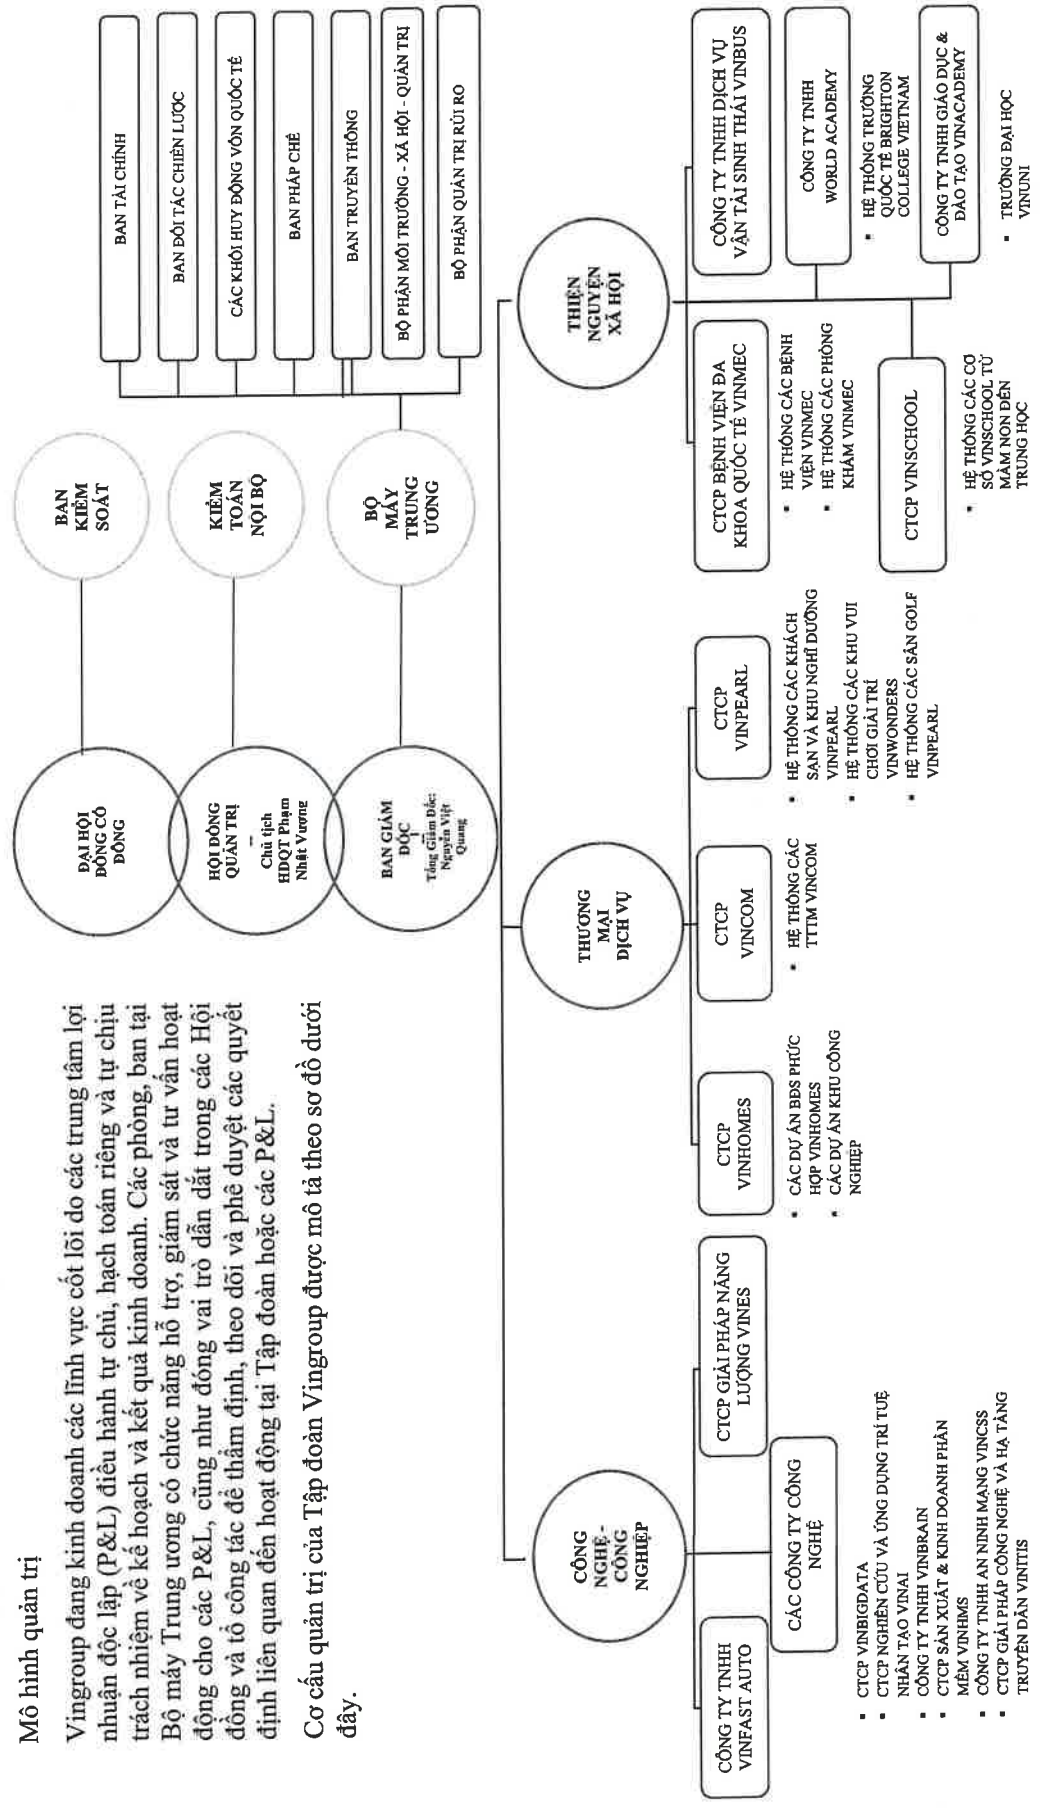 Mô hình quản trị
Vingroup đang kinh doanh các lĩnh vực cốt lõi do các trung tâm lợi
nhuận độc lập (P&L) điều hành tự chủ, hạch toán riêng và tự chịu
trách nhiệm về kế hoạch và kết quả kinh doanh. Các phòng, ban tại
Bộ máy Trung ương có chức năng hỗ trợ, giám sát và tư vấn hoạt
động cho các P&L, cũng như đóng vai trò dẫn dắt trong các Hội
đồng và tổ công tác để thẩm định, theo dõi và phê duyệt các quyết
định liên quan đến hoạt động tại Tập đoàn hoặc các P&L.
Cơ cấu quản trị của Tập đoàn Vingroup được mô tả theo sơ đồ dưới
đây.
ĐẠI HỘI
ĐỒNG CỔ
ĐÔNG
BAN
KIỂM
SOÁT
HỘI ĐỒNG
QUẢN TRỊ
–
Chủ tịch
HĐQT Phạm
Nhật Vượng
KIỂM
TOÁN
NỘI BỘ
BAN GIÁM
ĐỐC
–
Tổng Giám Đốc:
Nguyễn Việt
Quang
BỘ
MÁY
TRUNG
ƯƠNG
BAN TÀI CHÍNH
BAN ĐỐI TÁC CHIẾN LƯỢC
CÁC KHỐI HUY ĐỘNG VỐN QUỐC TẾ
BAN PHÁP CHẾ
BAN TRUYỀN THÔNG
BỘ PHẬN MÔI TRƯỜNG - XÃ HỘI - QUẢN TRỊ
BỘ PHẬN QUẢN TRỊ RỦI RO
CÔNG
NGHỆ -
CÔNG
NGHIỆP
CÔNG TY TNHH
VINFAST AUTO
CTCP GIẢI PHÁP NĂNG
LƯỢNG VINES
CÁC CÔNG TY CÔNG
NGHỆ
▪ CTCP VINBIGDATA
▪ CTCP NGHIÊN CỨU VÀ ỨNG DỤNG TRÍ TUỆ
NHÂN TẠO VINAI
▪ CÔNG TY TNHH VINBRAIN
▪ CTCP SẢN XUẤT & KINH DOANH PHẦN
MỀM VINHMS
▪ CÔNG TY TNHH AN NINH MẠNG VINCSS
▪ CTCP GIẢI PHÁP CÔNG NGHỆ VÀ HẠ TẦNG
TRUYỀN DẪN VINITIS
THƯƠNG
MẠI
DỊCH VỤ
CTCP
VINHOMES
▪ CÁC DỰ ÁN BĐS PHỨC
HỢP VINHOMES
▪ CÁC DỰ ÁN KHU CÔNG
NGHIỆP
CTCP
VINCOM
▪ HỆ THỐNG CÁC
TTTM VINCOM
CTCP
VINPEARL
▪ HỆ THỐNG CÁC KHÁCH
SẠN VÀ KHU NGHỈ DƯỠNG
VINPEARL
▪ HỆ THỐNG CÁC KHU VUI
CHƠI GIẢI TRÍ
VINWONDERS
▪ HỆ THỐNG CÁC SÂN GOLF
VINPEARL
THIỆN
NGUYỆN
XÃ HỘI
CTCP BỆNH VIỆN ĐA
KHOA QUỐC TẾ VINMEC
▪ HỆ THỐNG CÁC BỆNH
VIỆN VINMEC
▪ HỆ THỐNG CÁC PHÒNG
KHÁM VINMEC
CÔNG TY TNHH DỊCH VỤ
VẬN TẢI SINH THÁI VINBUS
CÔNG TY TNHH
WORLD ACADEMY
▪ HỆ THỐNG TRƯỜNG
QUỐC TẾ BRIGHTON
COLLEGE VIETNAM
CTCP VINSCHOOL
▪ HỆ THỐNG CÁC CƠ
SỞ VINSCHOOL TỪ
MẦM NON ĐẾN
TRUNG HỌC
CÔNG TY TNHH GIÁO DỤC &
ĐÀO TẠO VINACADEMY
▪ TRƯỜNG ĐẠI HỌC
VINUNI